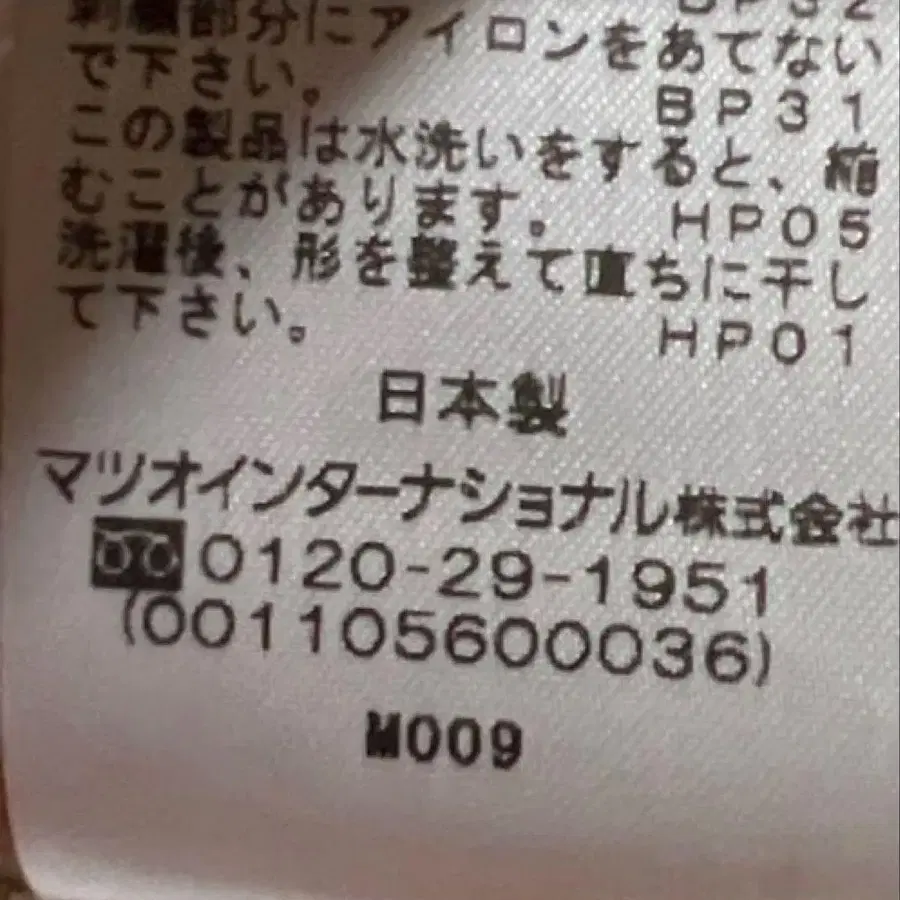 BP32
刺繍部分にアイロンをあてない
で下さい。 BP31
この製品は水洗いをすると、縮
むことがあります。 HP05
洗濯後、形を整えて直ちに干し
て下さい。 HP01
日本製
マツオインターナショナル株式会社
0120-29-1951
(001105600036)
M009